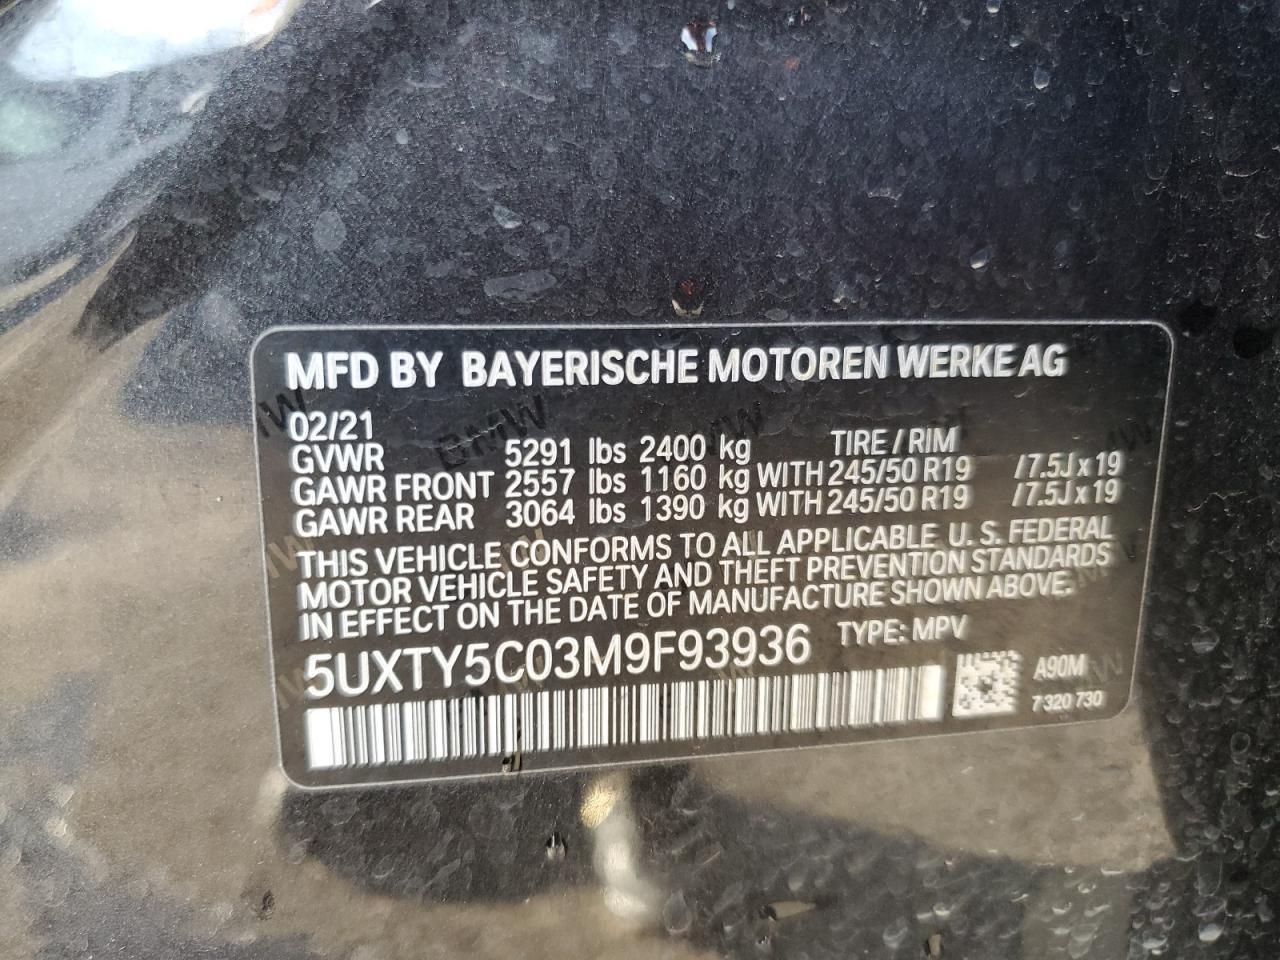 MFD BY BAYERISCHE MOTOREN WERKE AG
02/21
GVWR 5291 lbs 2400 kg TIRE / RIM
GAWR FRONT 2557 lbs 1160 kg WITH 245/50 R19 /7.5J x 19
GAWR REAR 3064 lbs 1390 kg WITH 245/50 R19 /7.5J x 19
THIS VEHICLE CONFORMS TO ALL APPLICABLE U. S. FEDERAL
MOTOR VEHICLE SAFETY AND THEFT PREVENTION STANDARDS
IN EFFECT ON THE DATE OF MANUFACTURE SHOWN ABOVE.
5UXTY5C03M9F93936 TYPE: MPV
A90M
7 320 730